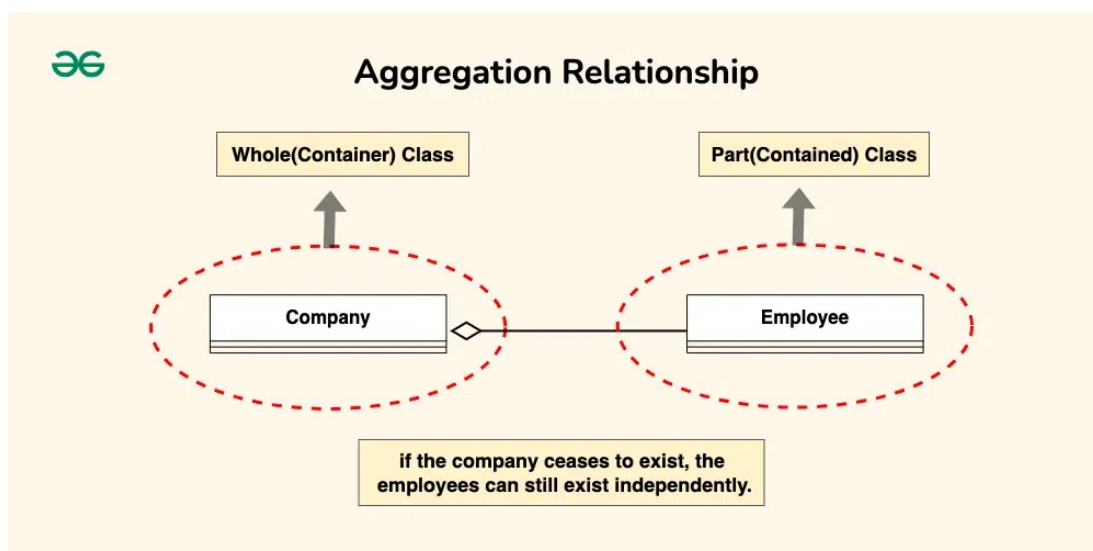 Aggregation Relationship
Whole(Container) Class
Part(Contained) Class
Company
Employee
if the company ceases to exist, the
employees can still exist independently.